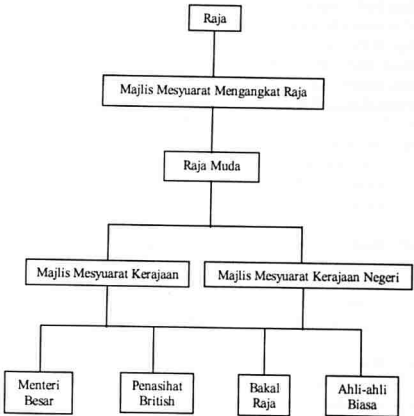 Raja
Majlis Mesyuarat Mengangkat Raja
Raja Muda
Majlis Mesyuarat Kerajaan
Majlis Mesyuarat Kerajaan Negeri
Menteri
Besar
Penasihat
British
Bakal
Raja
Ahli-ahli
Biasa